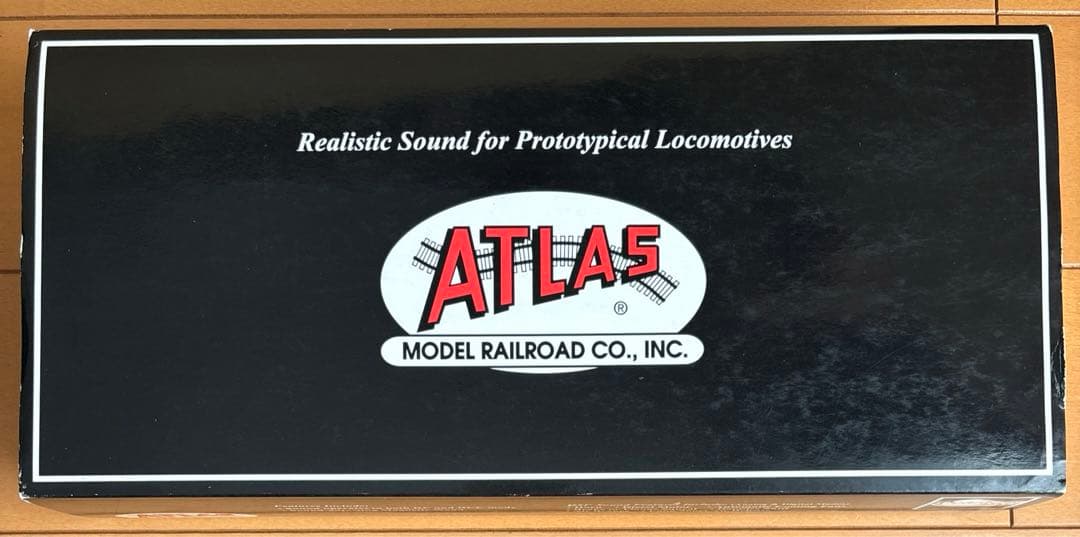 Realistic Sound for Prototypical Locomotives
ATLAS
®
MODEL RAILROAD CO., INC.